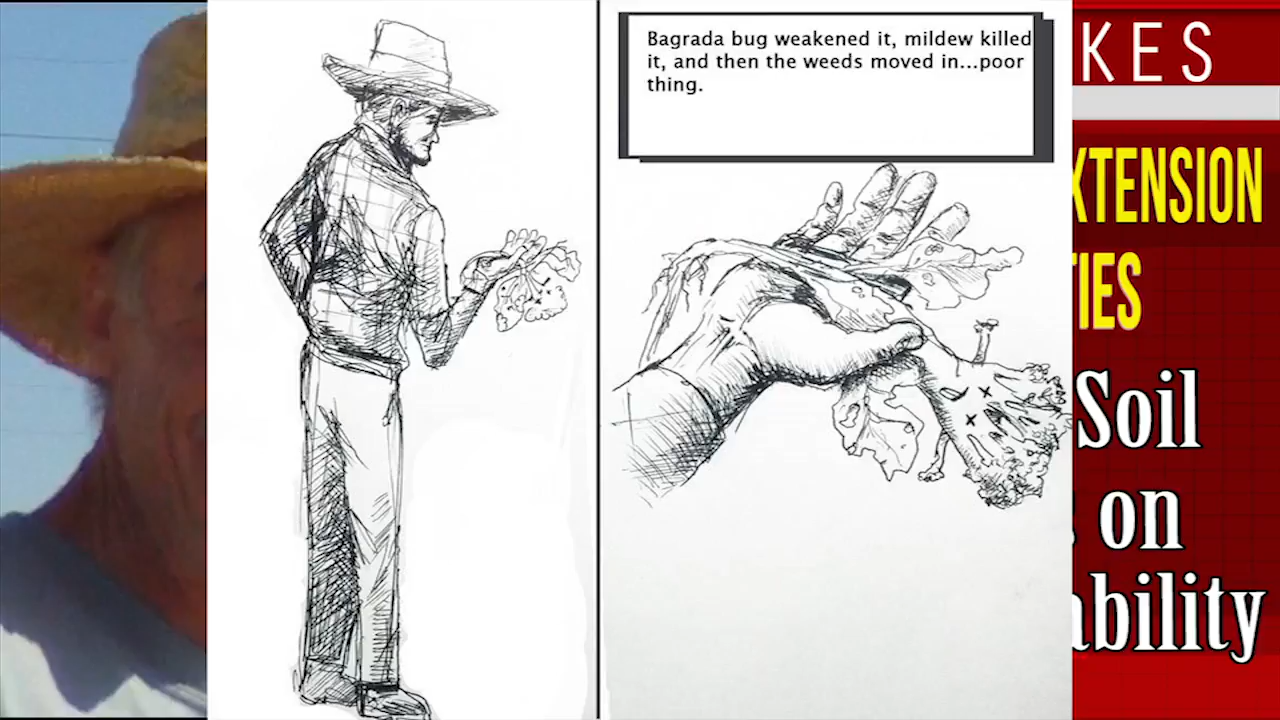 Bagrada bug weakened it, mildew killed
it, and then the weeds moved in...poor
thing.
KES
XTENSION
TIES
Soil
on
ability